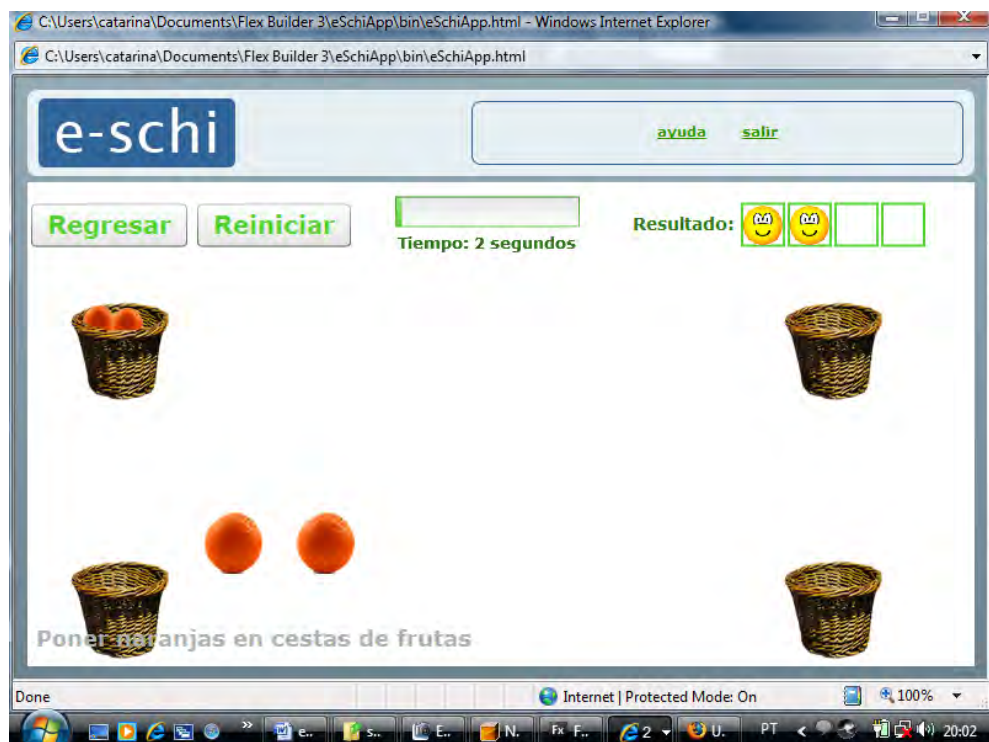 C:\Users\catarina\Documents\Flex Builder 3\eSchiApp\bin\eSchiApp.html - Windows Internet Explorer
C:\Users\catarina\Documents\Flex Builder 3\eSchiApp\bin\eSchiApp.html
e-schi
ayuda salir
Regresar Reiniciar
Tiempo: 2 segundos
Resultado:
Poner naranjas en cestas de frutas
Done Internet | Protected Mode: On 100%
e.. s.. E.. N. Fx F.. 2 U. PT 20:02